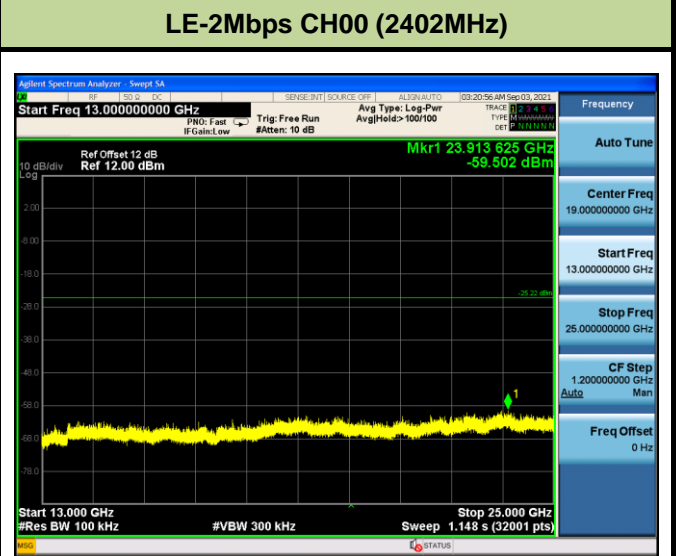 LE-2Mbps CH00 (2402MHz)
Agilent Spectrum Analyzer - Swept SA
RF 50 Ω DC SENSE:INT SOURCE OFF ALIGN AUTO 03:20:56 AM Sep 03, 2021
Start Freq 13.000000000 GHz
PNO: Fast
IFGain:Low
Trig: Free Run
#Atten: 10 dB
Avg Type: Log-Pwr
Avg|Hold:> 100/100
TRACE 1 2 3 4 5 6
TYPE M
DET P N N N N N
Frequency
Auto Tune
Center Freq
19.000000000 GHz
Start Freq
13.000000000 GHz
Stop Freq
25.000000000 GHz
CF Step
1.200000000 GHz
Auto Man
Freq Offset
0 Hz
Mkr1 23.913 625 GHz
-59.502 dBm
Ref Offset 12 dB
10 dB/div Ref 12.00 dBm
Log
2.00
-8.00
-18.0
-25.22 dBm
-28.0
-38.0
-48.0
1
-58.0
-68.0
-78.0
Start 13.000 GHz Stop 25.000 GHz
#Res BW 100 kHz #VBW 300 kHz Sweep 1.148 s (32001 pts)
MSG STATUS